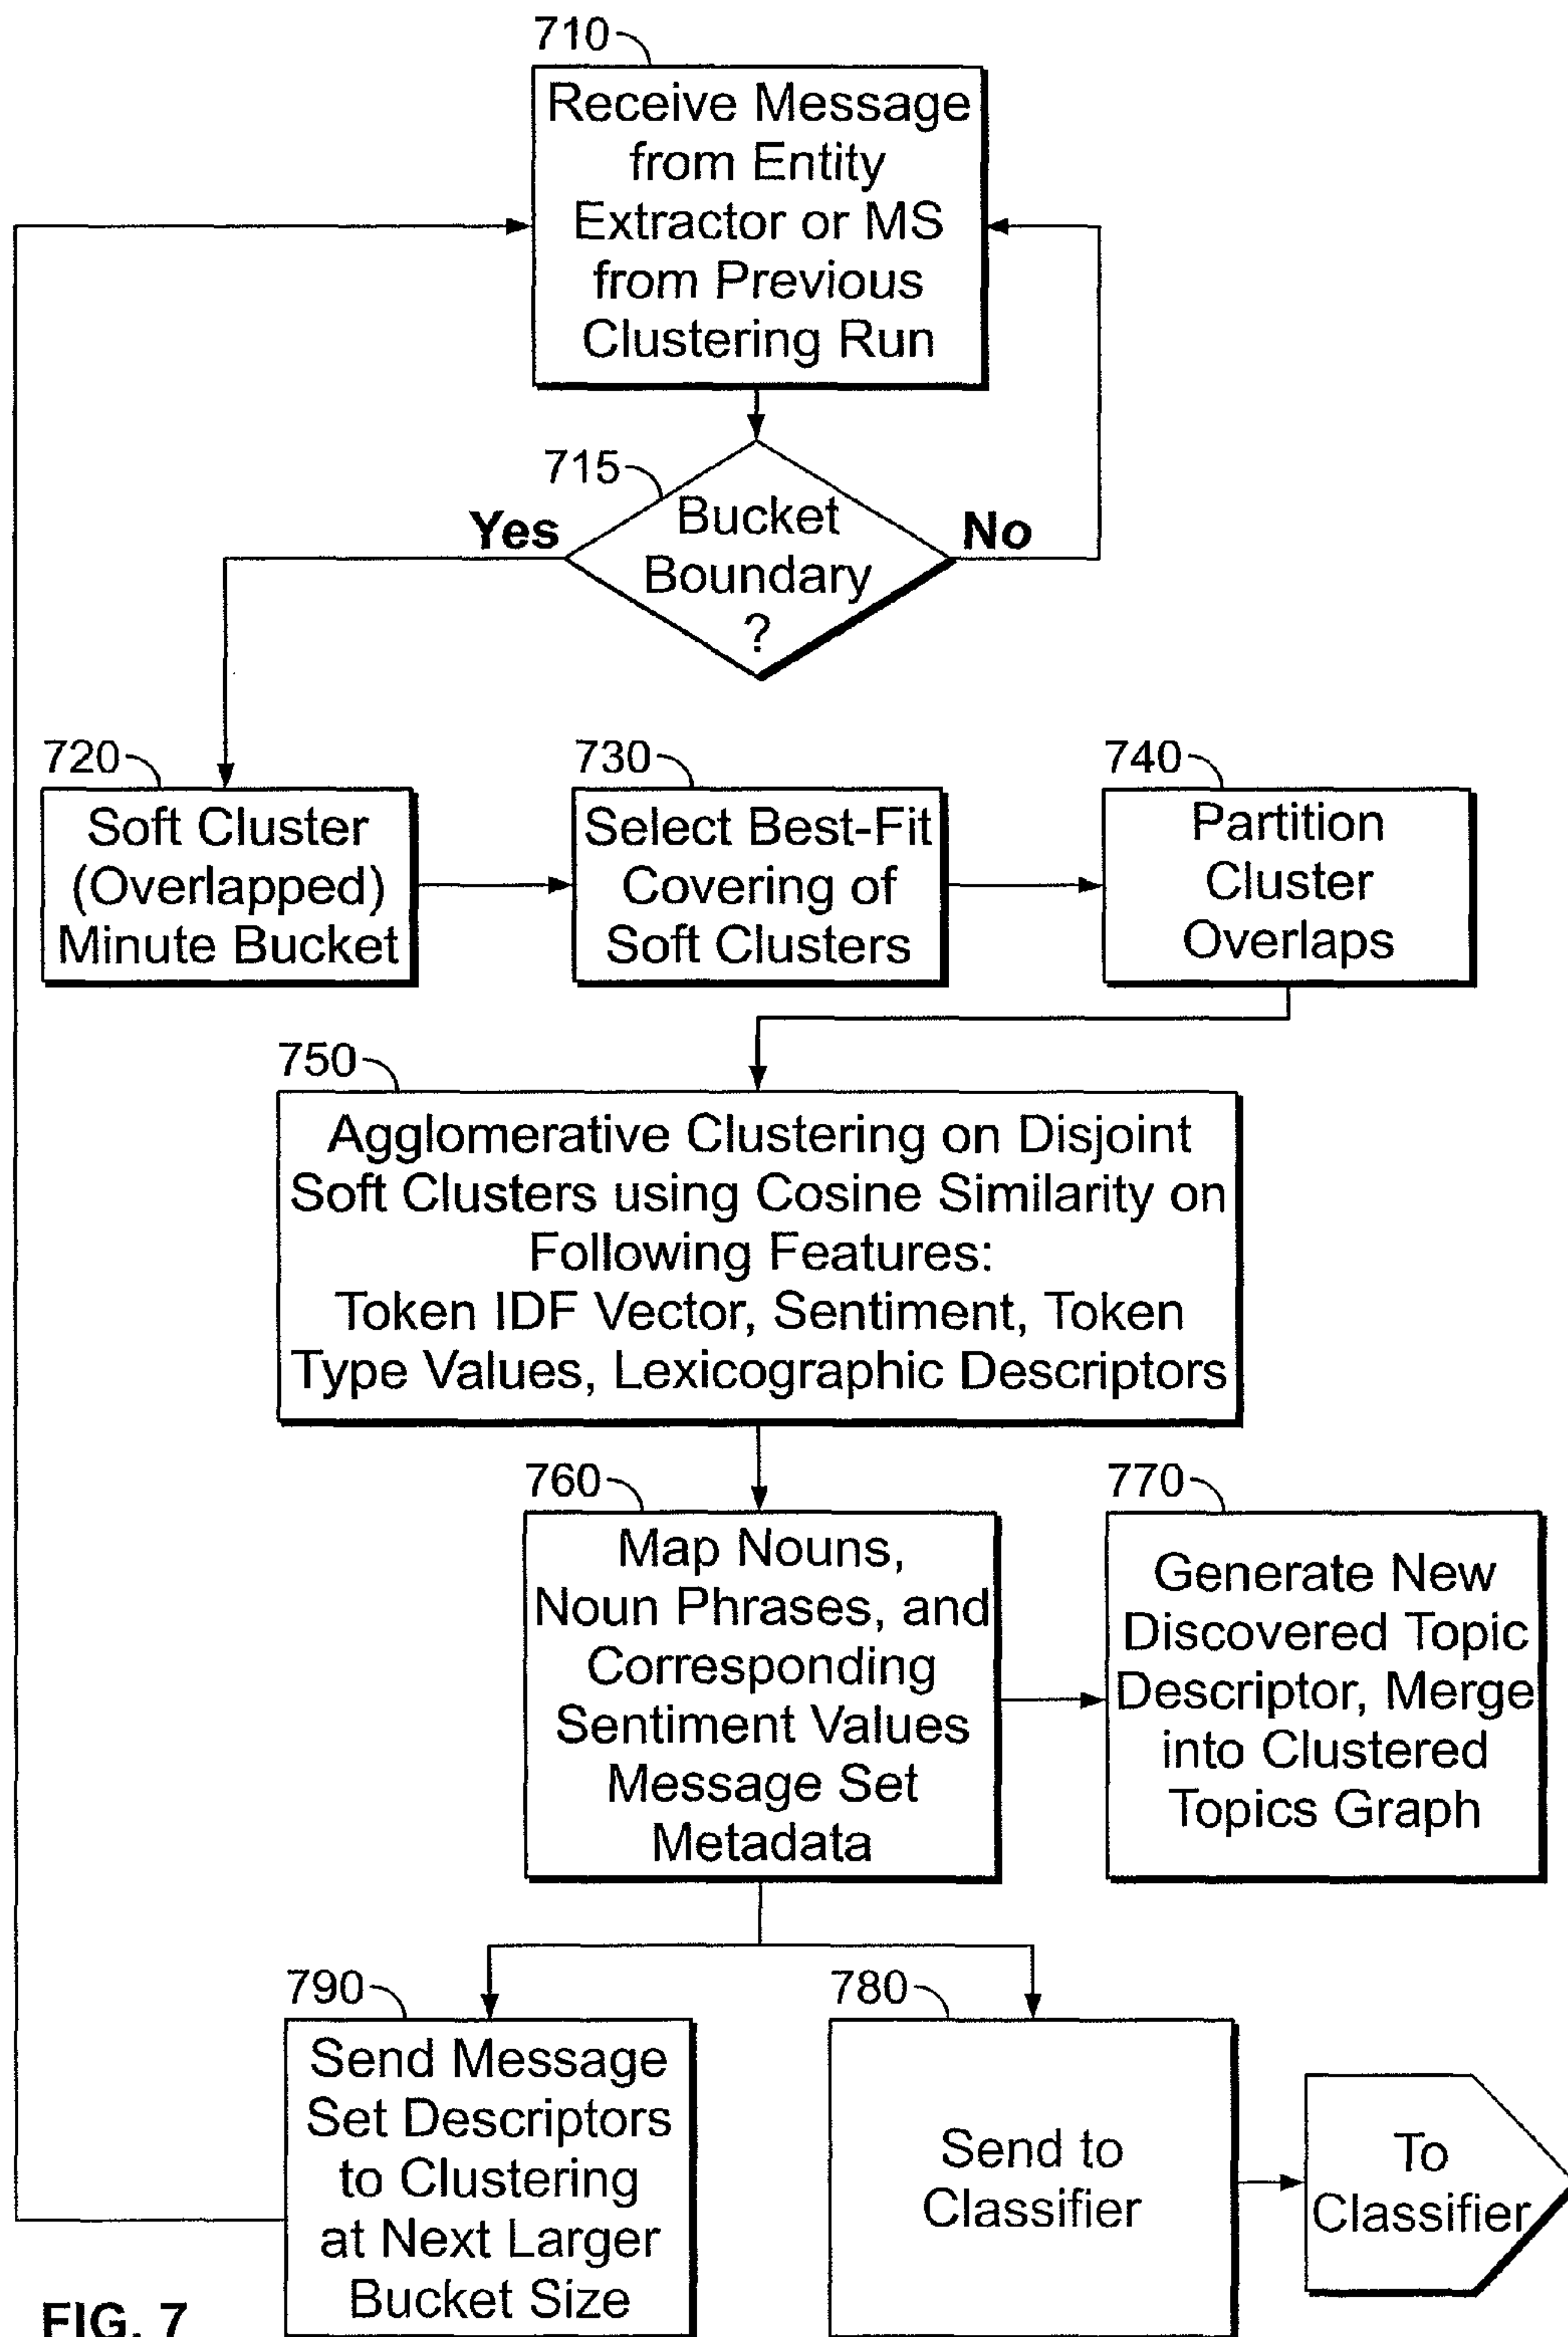 710
Receive Message
from Entity
Extractor or MS
from Previous
Clustering Run
715
Bucket
Boundary
?
Yes
No
720
Soft Cluster
(Overlapped)
Minute Bucket
730
Select Best-Fit
Covering of
Soft Clusters
740
Partition
Cluster
Overlaps
750
Agglomerative Clustering on Disjoint
Soft Clusters using Cosine Similarity on
Following Features:
Token IDF Vector, Sentiment, Token
Type Values, Lexicographic Descriptors
760
Map Nouns,
Noun Phrases, and
Corresponding
Sentiment Values
Message Set
Metadata
770
Generate New
Discovered Topic
Descriptor, Merge
into Clustered
Topics Graph
790
Send Message
Set Descriptors
to Clustering
at Next Larger
Bucket Size
780
Send to
Classifier
To
Classifier
FIG. 7